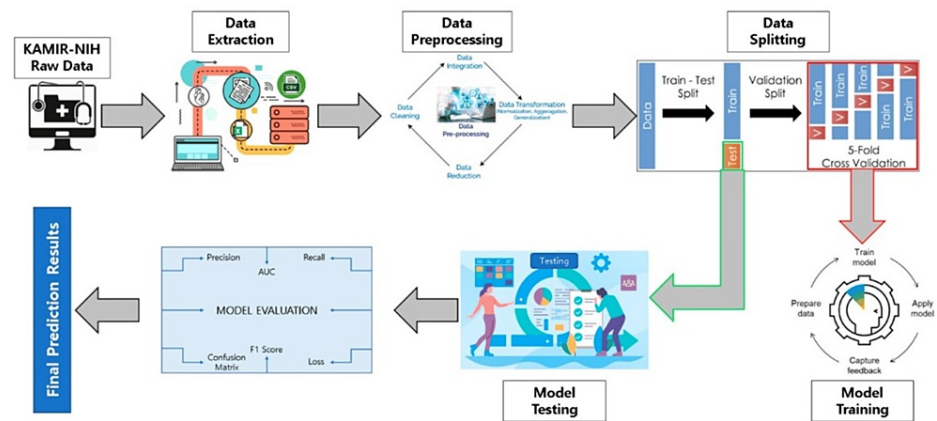 KAMIR-NIH
Raw Data
Data
Extraction
CSV
Data
Preprocessing
Data
Integration
Data
Cleaning
Data
Pre-processing
Data Transformation
(Normalization, Aggregation,
Generalization)
Data
Reduction
Data
Splitting
Data
Train - Test
Split
Train
Test
Validation
Split
Train
V
Train
V
Train
V
Train
V
Train
V
Train
Train
Train
5-Fold
Cross Validation
Train
model
Apply
model
Capture
feedback
Prepare
data
Model
Training
Testing
Model
Testing
Precision
Recall
AUC
MODEL EVALUATION
F1 Score
Confusion
Matrix
Loss
Final Prediction Results